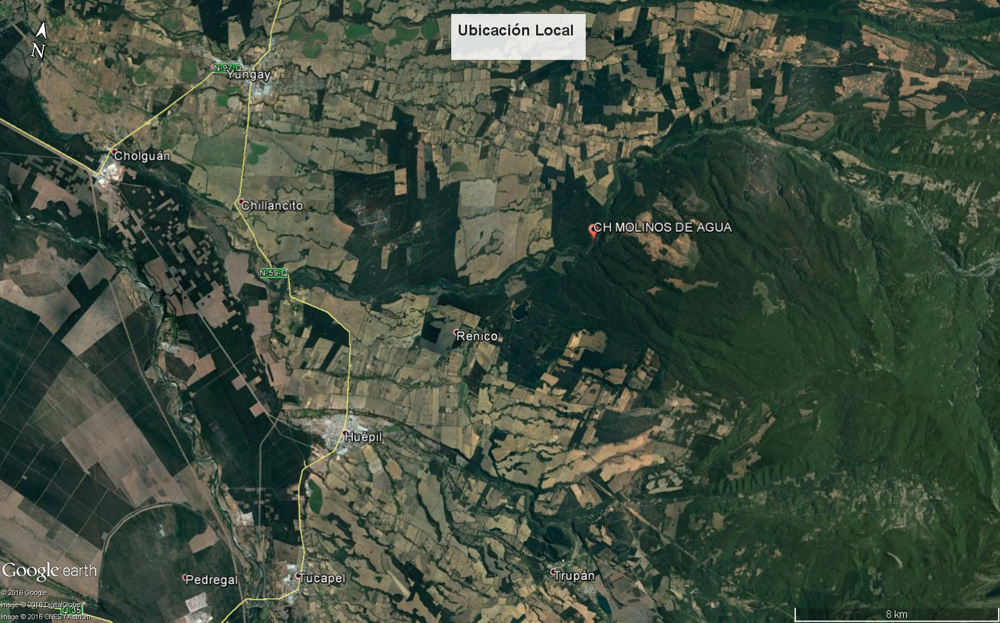 Ubicación Local
N
N-97-Q
Yungay
Cholguán
Chillancito
CH MOLINOS DE AGUA
N-59-Q
Renico
Huépil
Google earth
Pedregal
Tucapel
Trupán
© 2016 Google
Image © 2016 DigitalGlobe
Q-35
Image © 2016 CNES / Astrium
8 km